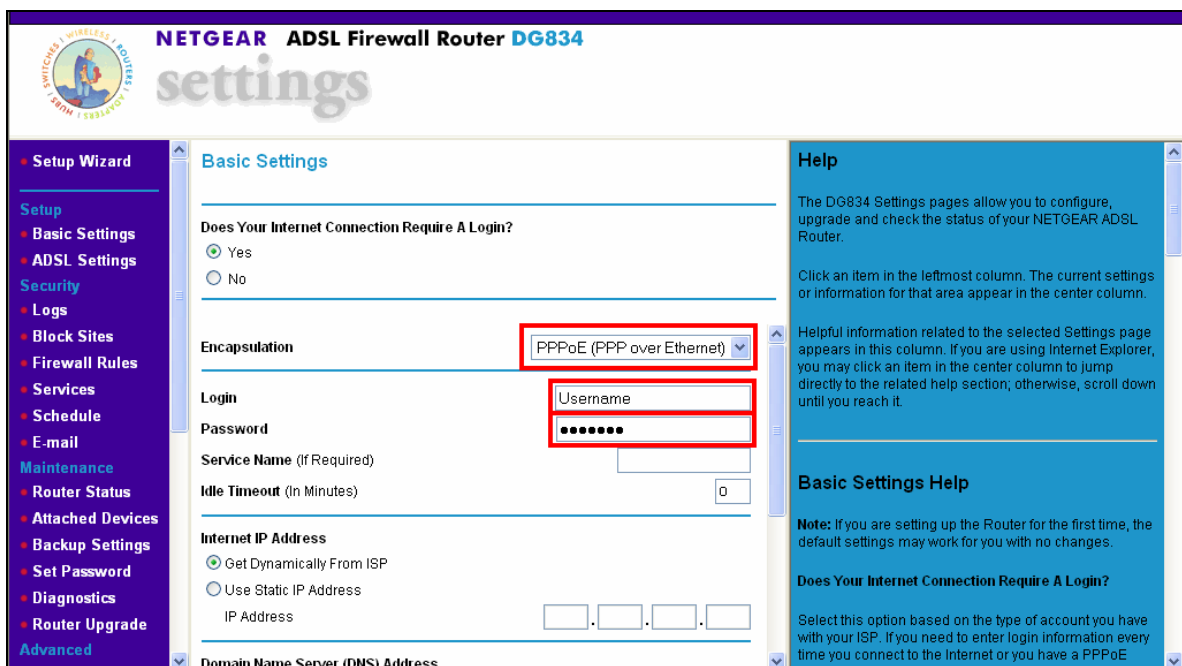 NETGEAR ADSL Firewall Router DG834
settings
SWITCHES | WIRELESS | ROUTERS | ADAPTERS | HUBS
Setup Wizard
Setup
Basic Settings
ADSL Settings
Security
Logs
Block Sites
Firewall Rules
Services
Schedule
E-mail
Maintenance
Router Status
Attached Devices
Backup Settings
Set Password
Diagnostics
Router Upgrade
Advanced
Basic Settings
Does Your Internet Connection Require A Login?
Yes
No
Encapsulation PPPoE (PPP over Ethernet)
Login Username
Password •••••••
Service Name (If Required)
Idle Timeout (In Minutes) 0
Internet IP Address
Get Dynamically From ISP
Use Static IP Address
IP Address . . .
Domain Name Server (DNS) Address
Help
The DG834 Settings pages allow you to configure,
upgrade and check the status of your NETGEAR ADSL
Router.
Click an item in the leftmost column. The current settings
or information for that area appear in the center column.
Helpful information related to the selected Settings page
appears in this column. If you are using Internet Explorer,
you may click an item in the center column to jump
directly to the related help section; otherwise, scroll down
until you reach it.
Basic Settings Help
Note: If you are setting up the Router for the first time, the
default settings may work for you with no changes.
Does Your Internet Connection Require A Login?
Select this option based on the type of account you have
with your ISP. If you need to enter login information every
time you connect to the Internet or you have a PPPoE